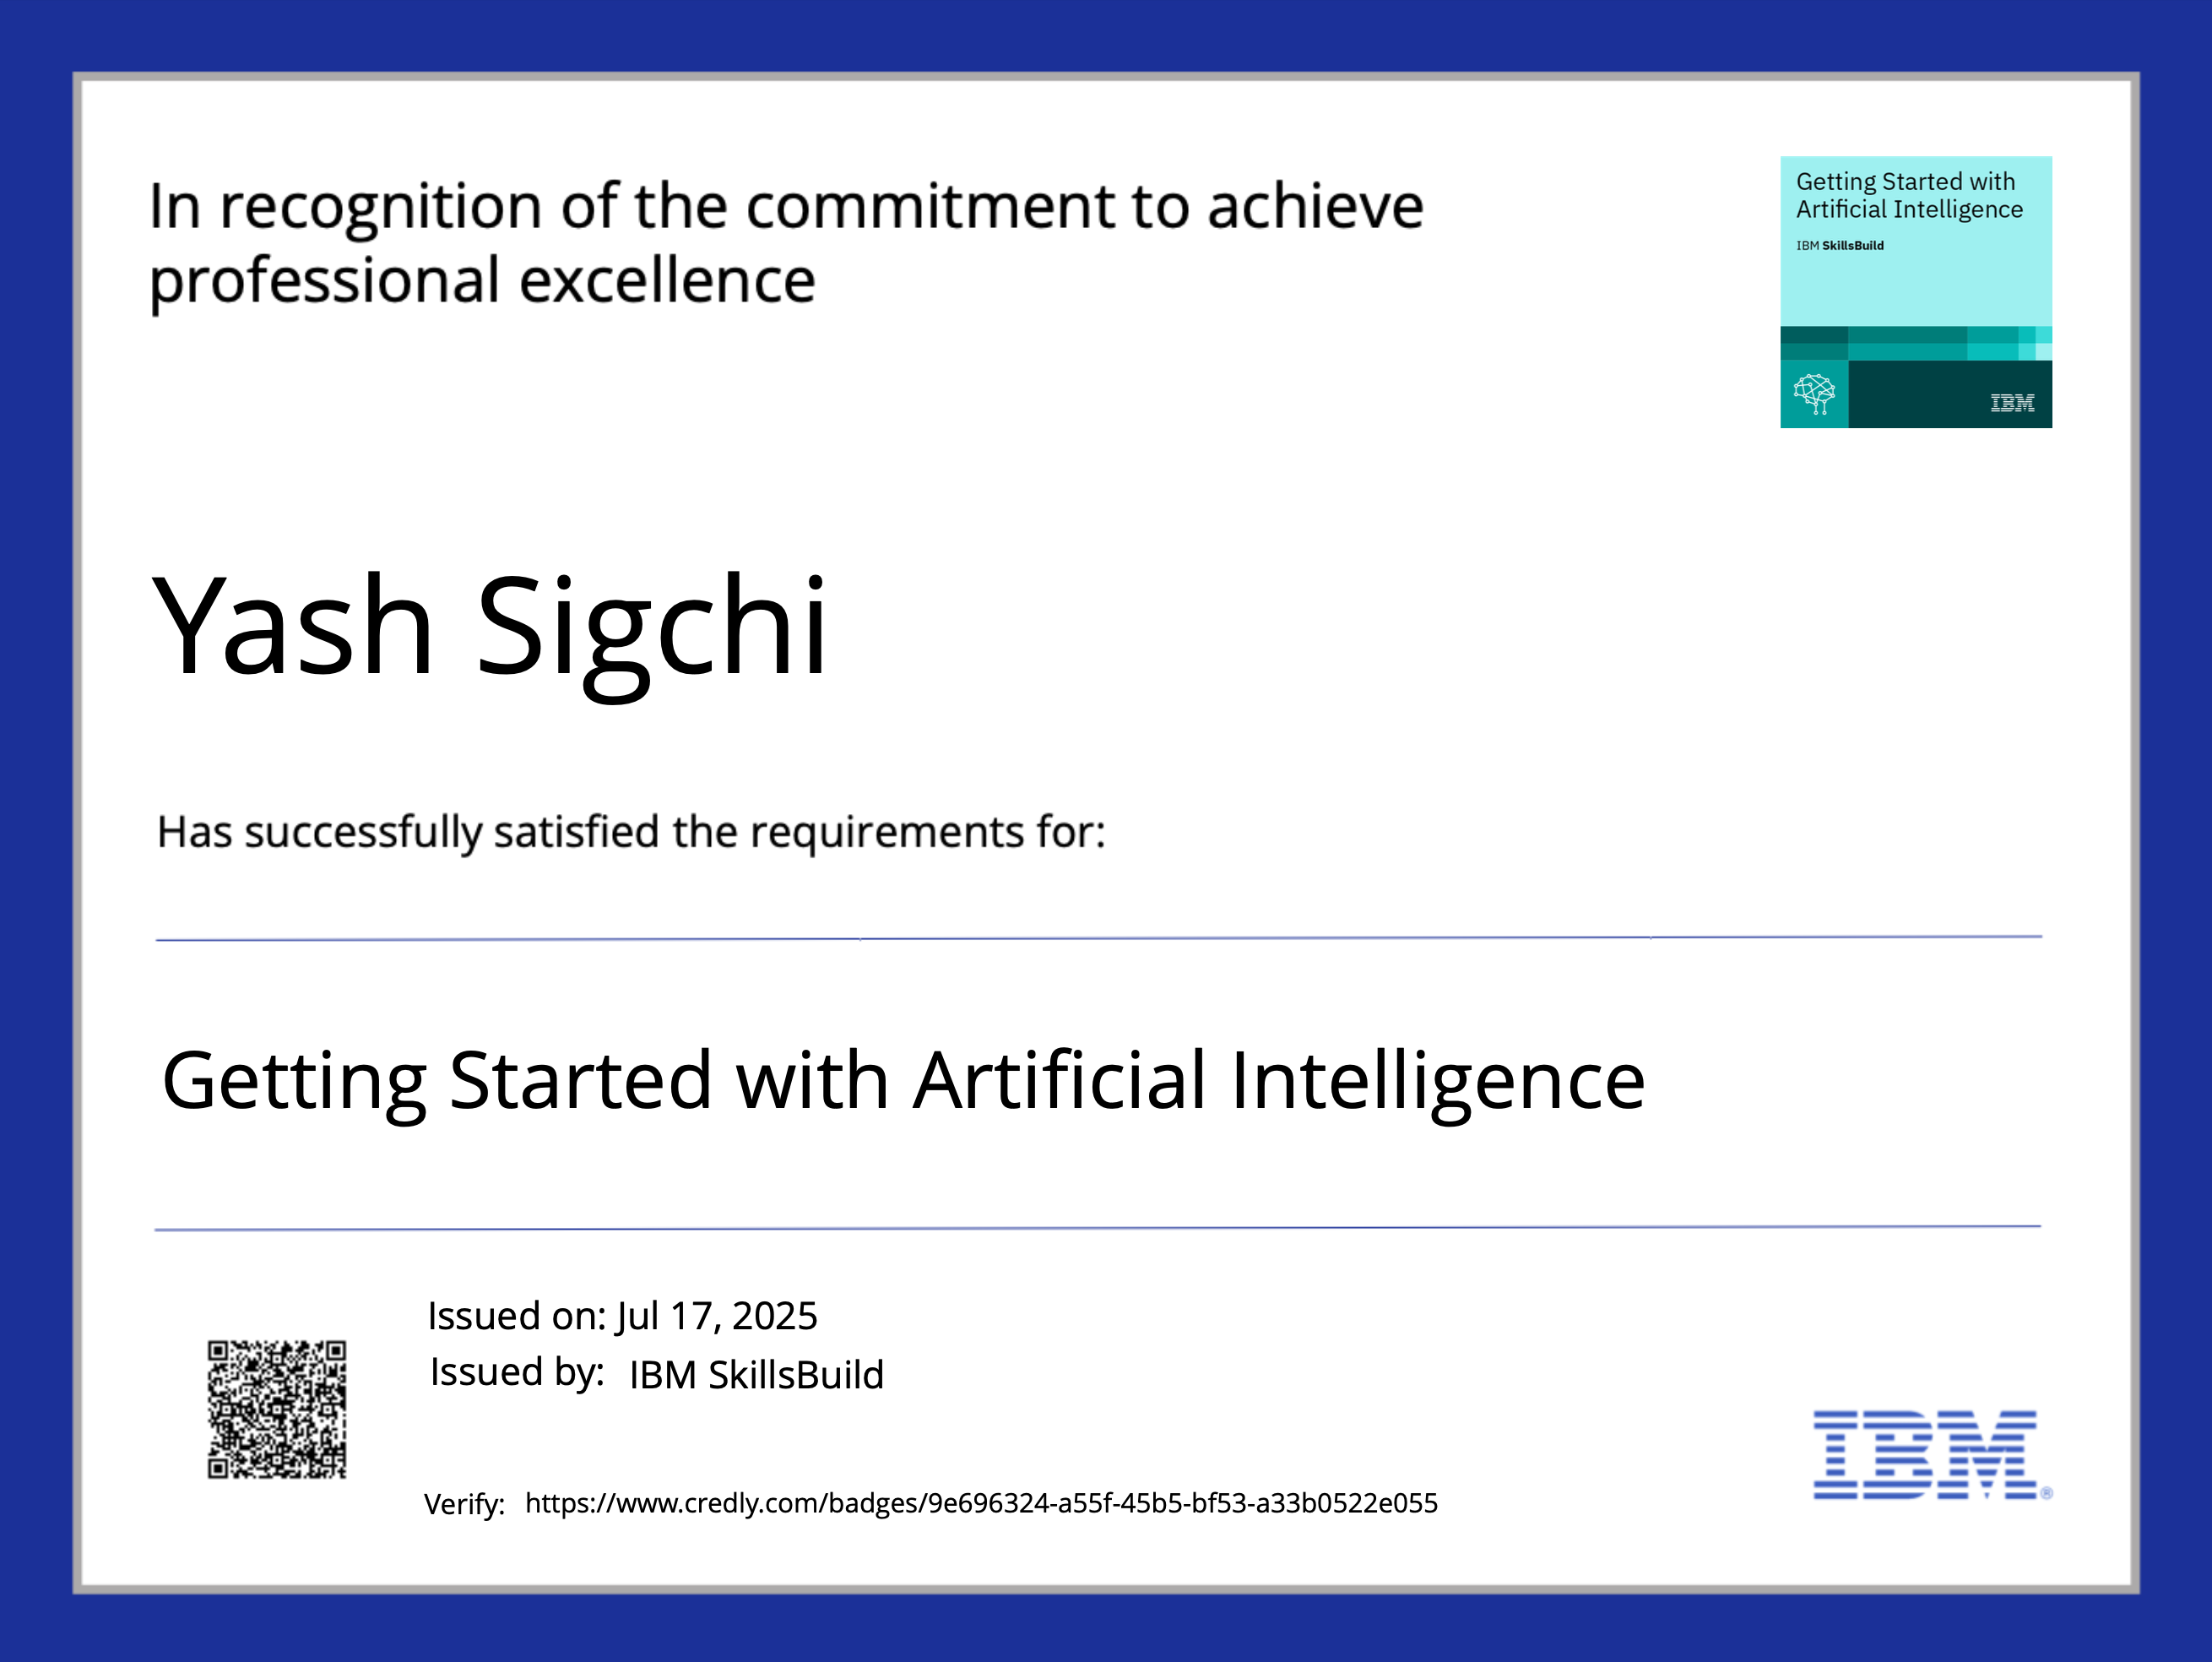 In recognition of the commitment to achieve
professional excellence
Getting Started with
Artificial Intelligence
IBM SkillsBuild
IBM
Yash Sigchi
Has successfully satisfied the requirements for:
Getting Started with Artificial Intelligence
Issued on: Jul 17, 2025
Issued by: IBM SkillsBuild
Verify: https://www.credly.com/badges/9e696324-a55f-45b5-bf53-a33b0522e055
IBM®